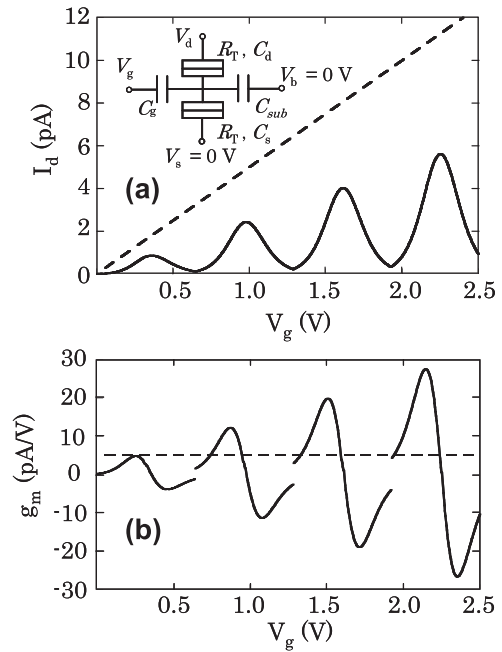 12
10
8
6
4
2
0
I_d (pA)
V_d
R_T , C_d
V_g
V_b = 0 V
C_g
C_sub
R_T , C_s
V_s = 0 V
(a)
0.5 1.0 1.5 2.0 2.5
V_g (V)
30
20
10
0
-10
-20
-30
g_m (pA/V)
(b)
0.5 1.0 1.5 2.0 2.5
V_g (V)